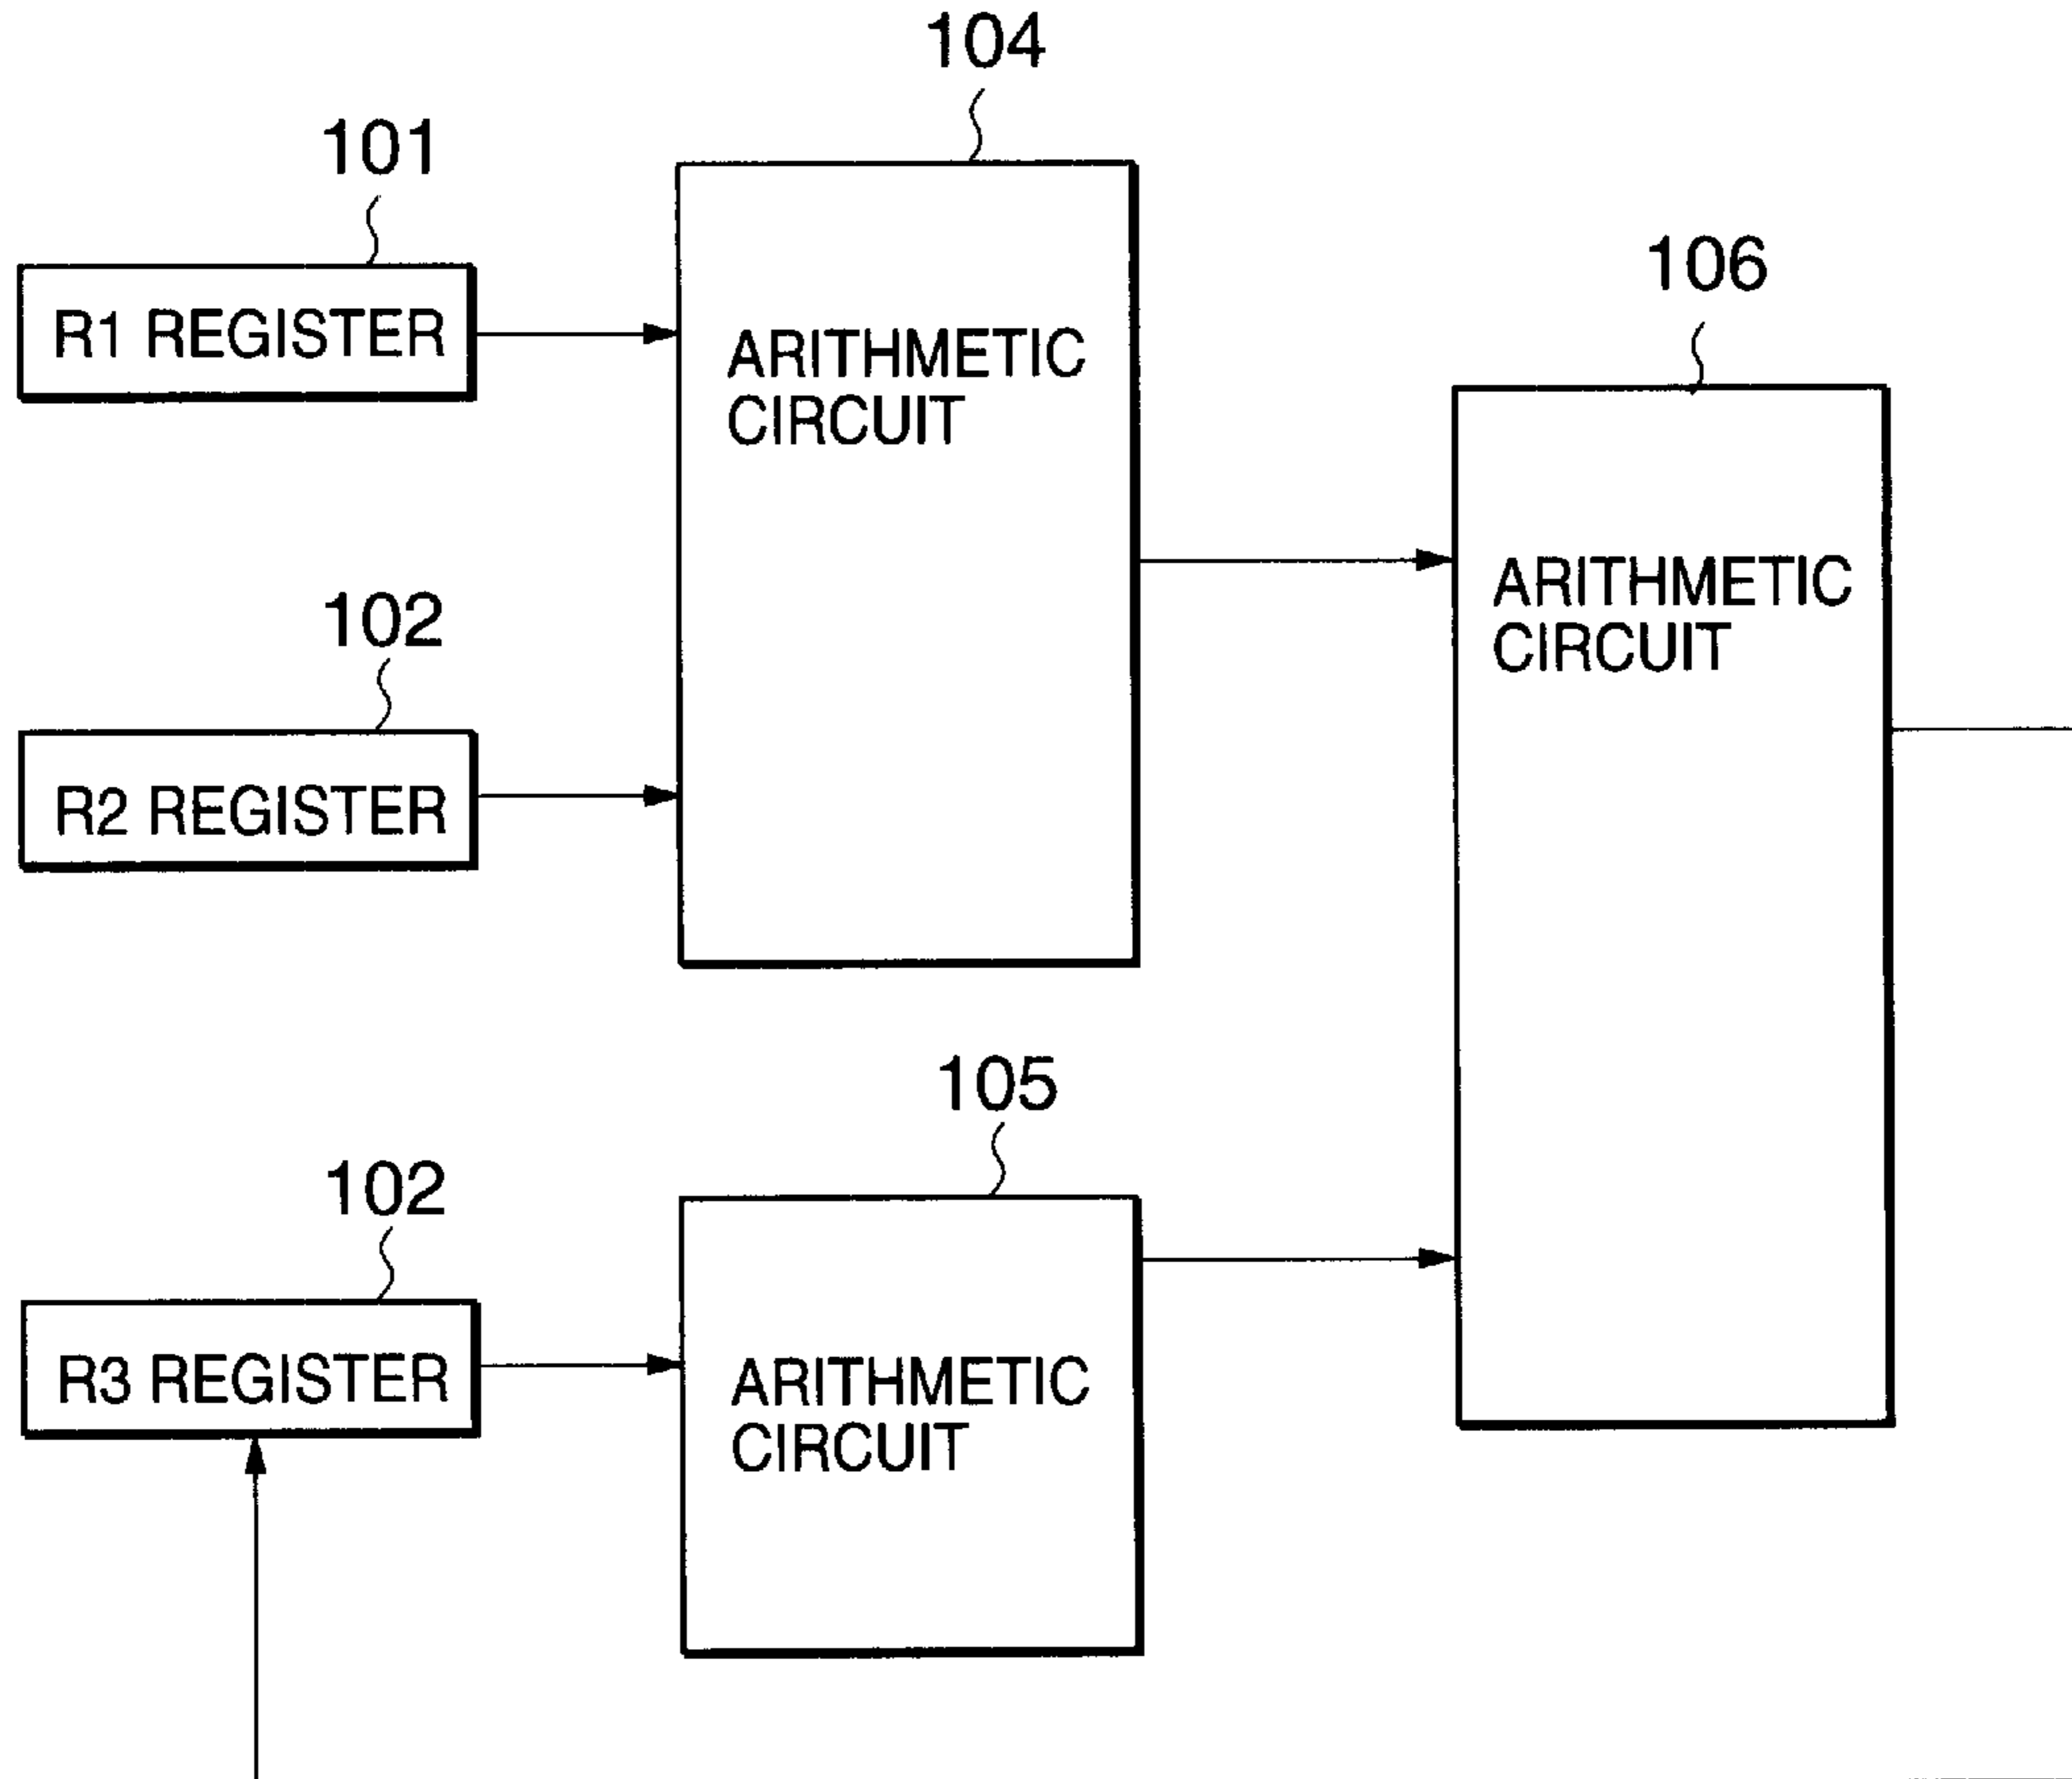 104
101
R1 REGISTER
ARITHMETIC
CIRCUIT
106
ARITHMETIC
CIRCUIT
102
R2 REGISTER
105
102
R3 REGISTER
ARITHMETIC
CIRCUIT